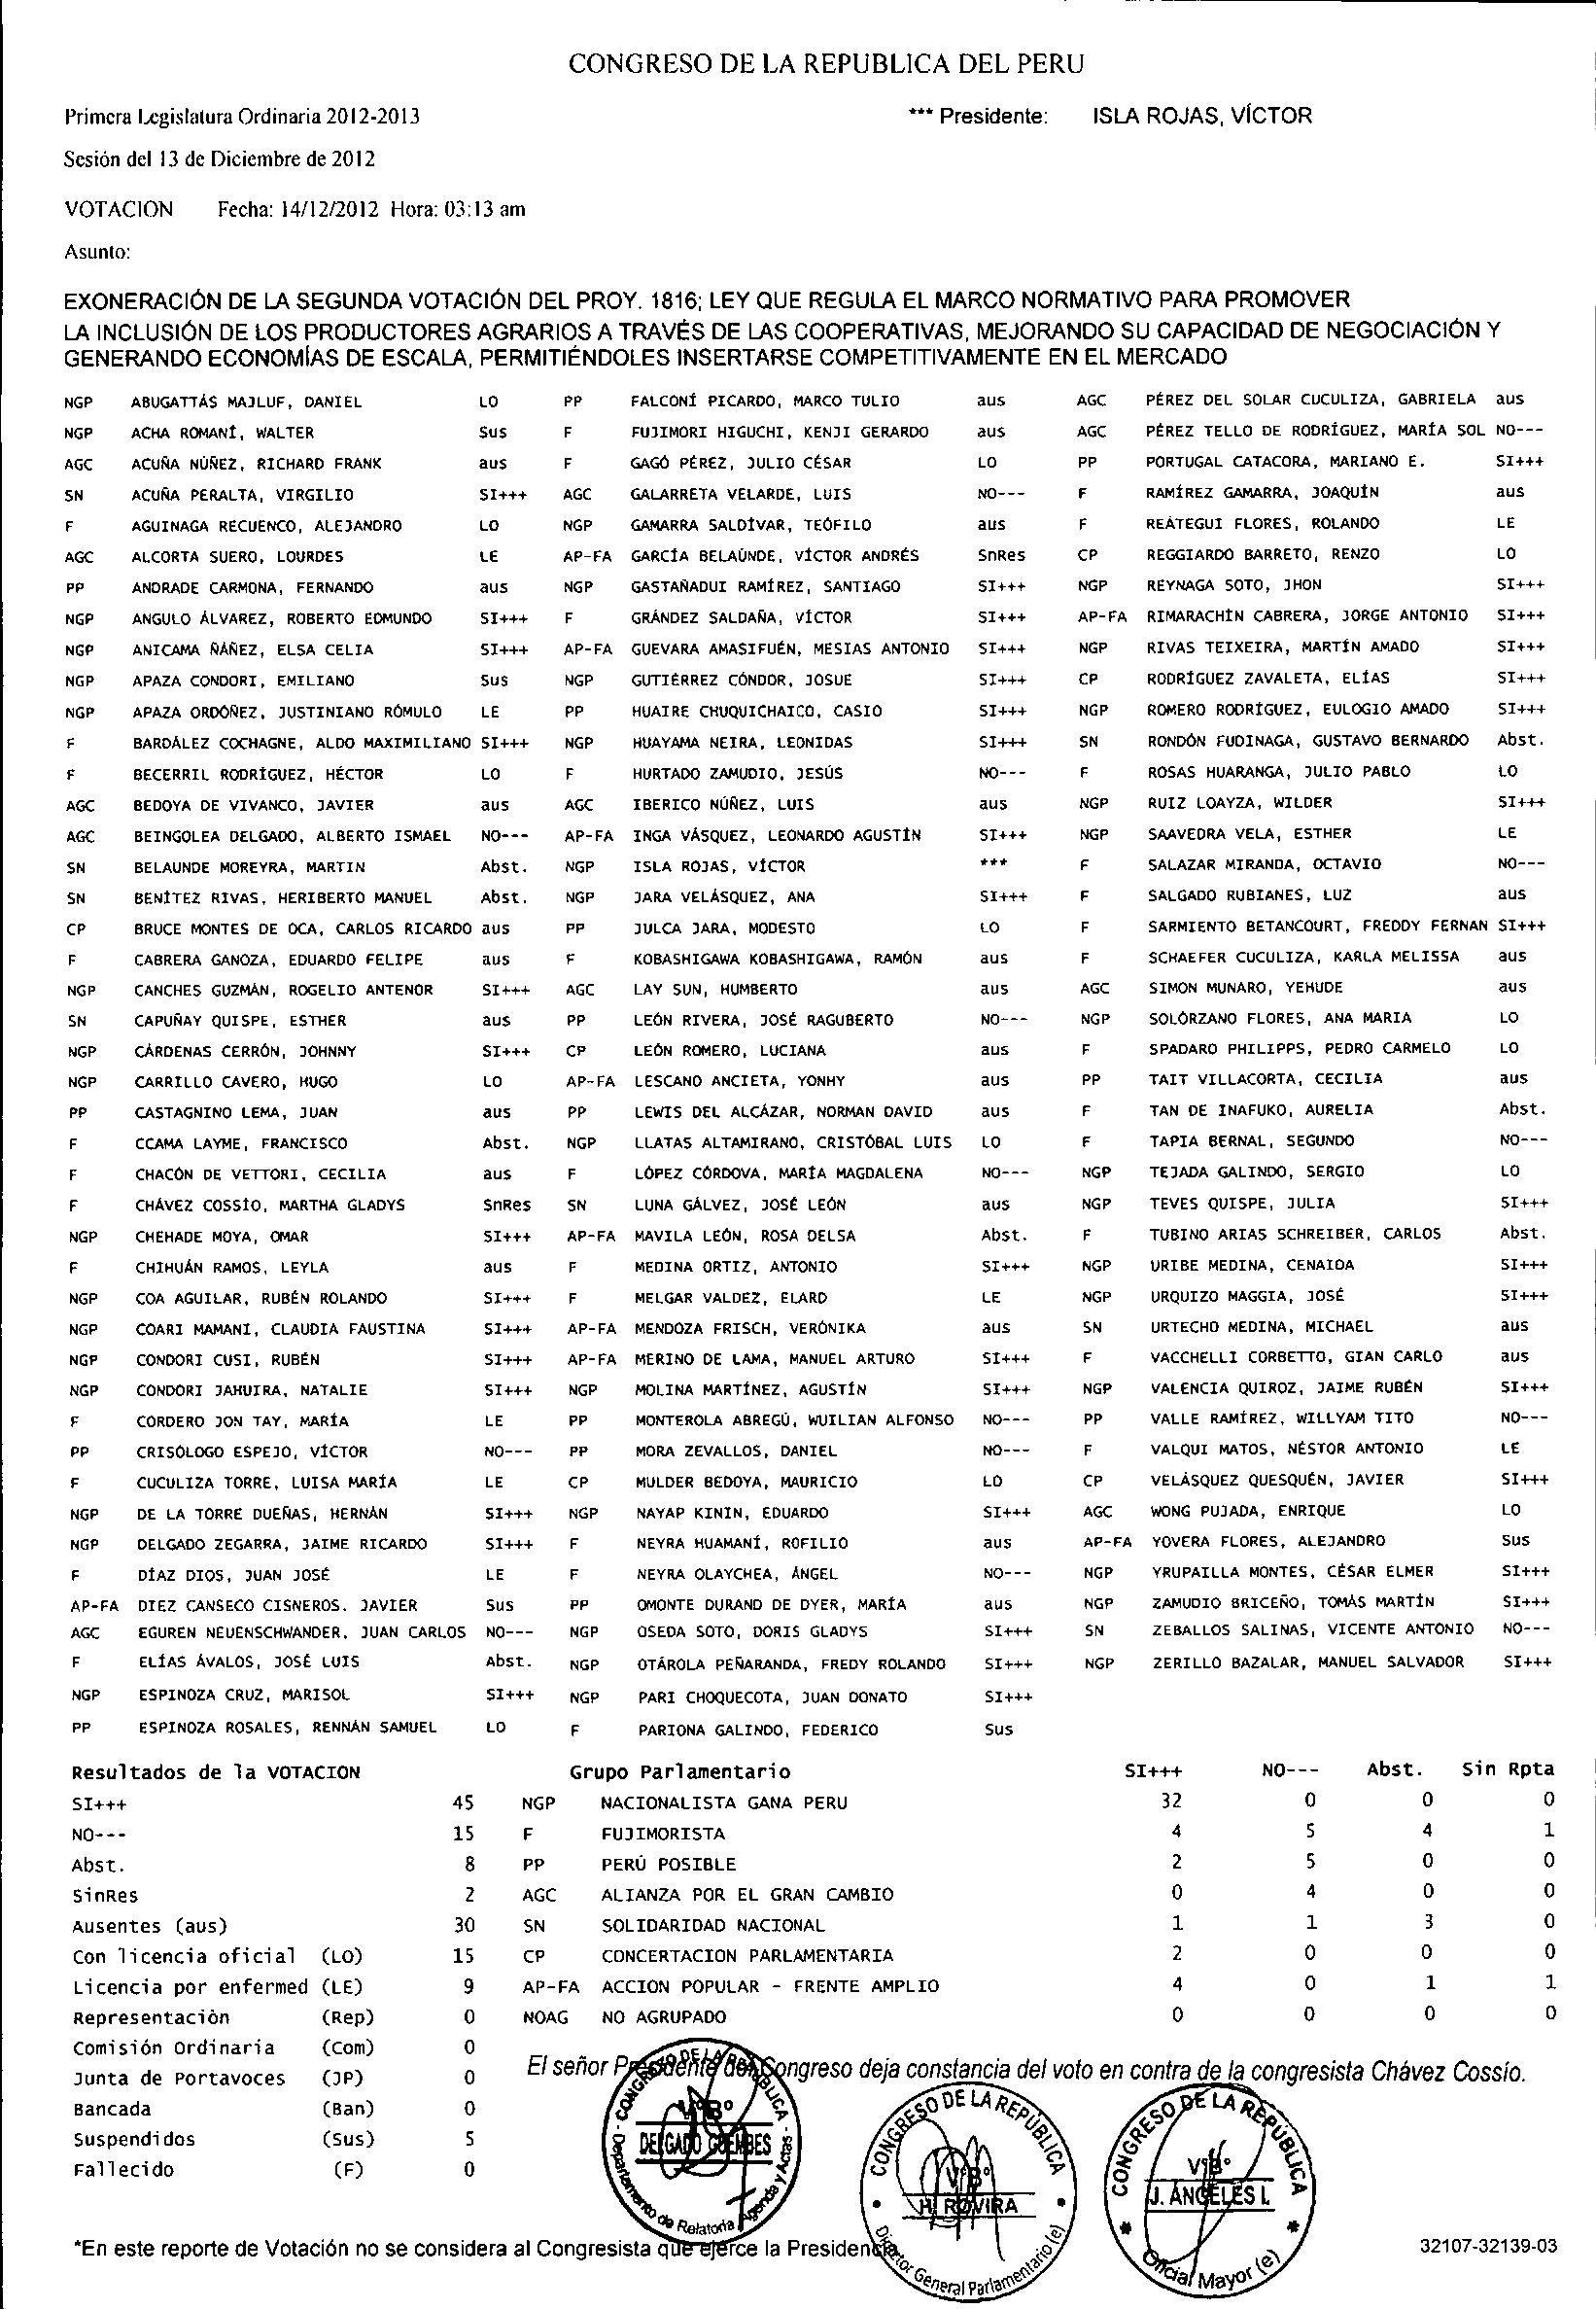 CONGRESO DE LA REPUBLICA DEL PERU
Primera Legislatura Ordinaria 2012-2013 *** Presidente: ISLA ROJAS, VÍCTOR
Sesión del 13 de Diciembre de 2012
VOTACION Fecha: 14/12/2012 Hora: 03:13 am
Asunto:
EXONERACIÓN DE LA SEGUNDA VOTACIÓN DEL PROY. 1816; LEY QUE REGULA EL MARCO NORMATIVO PARA PROMOVER
LA INCLUSIÓN DE LOS PRODUCTORES AGRARIOS A TRAVÉS DE LAS COOPERATIVAS, MEJORANDO SU CAPACIDAD DE NEGOCIACIÓN Y
GENERANDO ECONOMÍAS DE ESCALA, PERMITIÉNDOLES INSERTARSE COMPETITIVAMENTE EN EL MERCADO
NGP ABUGATTÁS MAJLUF, DANIEL LO PP FALCONÍ PICARDO, MARCO TULIO aus AGC PÉREZ DEL SOLAR CUCULIZA, GABRIELA aus
NGP ACHA ROMANÍ, WALTER Sus F FUJIMORI HIGUCHI, KENJI GERARDO aus AGC PÉREZ TELLO DE RODRÍGUEZ, MARÍA SOL NO---
AGC ACUÑA NÚÑEZ, RICHARD FRANK aus F GAGÓ PÉREZ, JULIO CÉSAR LO PP PORTUGAL CATACORA, MARIANO E. SI+++
SN ACUÑA PERALTA, VIRGILIO SI+++ AGC GALARRETA VELARDE, LUIS NO--- F RAMÍREZ GAMARRA, JOAQUÍN aus
F AGUINAGA RECUENCO, ALEJANDRO LO NGP GAMARRA SALDÍVAR, TEÓFILO aus F REÁTEGUI FLORES, ROLANDO LE
AGC ALCORTA SUERO, LOURDES LE AP-FA GARCÍA BELAÚNDE, VÍCTOR ANDRÉS SnRes CP REGGIARDO BARRETO, RENZO LO
PP ANDRADE CARMONA, FERNANDO aus NGP GASTAÑADUI RAMÍREZ, SANTIAGO SI+++ NGP REYNAGA SOTO, JHON SI+++
NGP ANGULO ÁLVAREZ, ROBERTO EDMUNDO SI+++ F GRÁNDEZ SALDAÑA, VÍCTOR SI+++ AP-FA RIMARACHÍN CABRERA, JORGE ANTONIO SI+++
NGP ANICAMA ÑÁÑEZ, ELSA CELIA SI+++ AP-FA GUEVARA AMASIFUÉN, MESIAS ANTONIO SI+++ NGP RIVAS TEIXEIRA, MARTÍN AMADO SI+++
NGP APAZA CONDORI, EMILIANO Sus NGP GUTIÉRREZ CÓNDOR, JOSUÉ SI+++ CP RODRÍGUEZ ZAVALETA, ELÍAS SI+++
NGP APAZA ORDÓÑEZ, JUSTINIANO RÓMULO LE PP HUAIRE CHUQUICHAICO, CASIO SI+++ NGP ROMERO RODRÍGUEZ, EULOGIO AMADO SI+++
F BARDÁLEZ COCHAGNE, ALDO MAXIMILIANO SI+++ NGP HUAYAMA NEIRA, LEONIDAS SI+++ SN RONDÓN FUDINAGA, GUSTAVO BERNARDO Abst.
F BECERRIL RODRÍGUEZ, HÉCTOR LO F HURTADO ZAMUDIO, JESÚS NO--- F ROSAS HUARANGA, JULIO PABLO LO
AGC BEDOYA DE VIVANCO, JAVIER aus AGC IBERICO NÚÑEZ, LUIS aus NGP RUIZ LOAYZA, WILDER SI+++
AGC BEINGOLEA DELGADO, ALBERTO ISMAEL NO--- AP-FA INGA VÁSQUEZ, LEONARDO AGUSTÍN SI+++ NGP SAAVEDRA VELA, ESTHER LE
SN BELAUNDE MOREYRA, MARTIN Abst. NGP ISLA ROJAS, VÍCTOR *** F SALAZAR MIRANDA, OCTAVIO NO---
SN BENÍTEZ RIVAS, HERIBERTO MANUEL Abst. NGP JARA VELÁSQUEZ, ANA SI+++ F SALGADO RUBIANES, LUZ aus
CP BRUCE MONTES DE OCA, CARLOS RICARDO aus PP JULCA JARA, MODESTO LO F SARMIENTO BETANCOURT, FREDDY FERNAN SI+++
F CABRERA GANOZA, EDUARDO FELIPE aus F KOBASHIGAWA KOBASHIGAWA, RAMÓN aus F SCHAEFER CUCULIZA, KARLA MELISSA aus
NGP CANCHES GUZMÁN, ROGELIO ANTENOR SI+++ AGC LAY SUN, HUMBERTO aus AGC SIMON MUNARO, YEHUDE aus
SN CAPUÑAY QUISPE, ESTHER aus PP LEÓN RIVERA, JOSÉ RAGUBERTO NO--- NGP SOLÓRZANO FLORES, ANA MARIA LO
NGP CÁRDENAS CERRÓN, JOHNNY SI+++ CP LEÓN ROMERO, LUCIANA aus F SPADARO PHILIPPS, PEDRO CARMELO LO
NGP CARRILLO CAVERO, HUGO LO AP-FA LESCANO ANCIETA, YONHY aus PP TAIT VILLACORTA, CECILIA aus
PP CASTAGNINO LEMA, JUAN aus PP LEWIS DEL ALCÁZAR, NORMAN DAVID aus F TAN DE INAFUKO, AURELIA Abst.
F CCAMA LAYME, FRANCISCO Abst. NGP LLATAS ALTAMIRANO, CRISTÓBAL LUIS LO F TAPIA BERNAL, SEGUNDO NO---
F CHACÓN DE VETTORI, CECILIA aus F LÓPEZ CÓRDOVA, MARÍA MAGDALENA NO--- NGP TEJADA GALINDO, SERGIO LO
F CHÁVEZ COSSÍO, MARTHA GLADYS SnRes SN LUNA GÁLVEZ, JOSÉ LEÓN aus NGP TEVES QUISPE, JULIA SI+++
NGP CHEHADE MOYA, OMAR SI+++ AP-FA MAVILA LEÓN, ROSA DELSA Abst. F TUBINO ARIAS SCHREIBER, CARLOS Abst.
F CHIHUÁN RAMOS, LEYLA aus F MEDINA ORTIZ, ANTONIO SI+++ NGP URIBE MEDINA, CENAIDA SI+++
NGP COA AGUILAR, RUBÉN ROLANDO SI+++ F MELGAR VALDEZ, ELARD LE NGP URQUIZO MAGGIA, JOSÉ SI+++
NGP COARI MAMANI, CLAUDIA FAUSTINA SI+++ AP-FA MENDOZA FRISCH, VERÓNIKA aus SN URTECHO MEDINA, MICHAEL aus
NGP CONDORI CUSI, RUBÉN SI+++ AP-FA MERINO DE LAMA, MANUEL ARTURO SI+++ F VACCHELLI CORBETTO, GIAN CARLO aus
NGP CONDORI JAHUIRA, NATALIE SI+++ NGP MOLINA MARTÍNEZ, AGUSTÍN SI+++ NGP VALENCIA QUIROZ, JAIME RUBÉN SI+++
F CORDERO JON TAY, MARÍA LE PP MONTEROLA ABREGÚ, WUILIAN ALFONSO NO--- PP VALLE RAMÍREZ, WILLYAM TITO NO---
PP CRISÓLOGO ESPEJO, VÍCTOR NO--- PP MORA ZEVALLOS, DANIEL NO--- F VALQUI MATOS, NÉSTOR ANTONIO LE
F CUCULIZA TORRE, LUISA MARÍA LE CP MULDER BEDOYA, MAURICIO LO CP VELÁSQUEZ QUESQUÉN, JAVIER SI+++
NGP DE LA TORRE DUEÑAS, HERNÁN SI+++ NGP NAYAP KININ, EDUARDO SI+++ AGC WONG PUJADA, ENRIQUE LO
NGP DELGADO ZEGARRA, JAIME RICARDO SI+++ F NEYRA HUAMANÍ, ROFILIO aus AP-FA YOVERA FLORES, ALEJANDRO Sus
F DÍAZ DIOS, JUAN JOSÉ LE F NEYRA OLAYCHEA, ÁNGEL NO--- NGP YRUPAILLA MONTES, CÉSAR ELMER SI+++
AP-FA DIEZ CANSECO CISNEROS. JAVIER Sus PP OMONTE DURAND DE DYER, MARÍA aus NGP ZAMUDIO BRICEÑO, TOMÁS MARTÍN SI+++
AGC EGUREN NEUENSCHWANDER, JUAN CARLOS NO--- NGP OSEDA SOTO, DORIS GLADYS SI+++ SN ZEBALLOS SALINAS, VICENTE ANTONIO NO---
F ELÍAS ÁVALOS, JOSÉ LUIS Abst. NGP OTÁROLA PEÑARANDA, FREDY ROLANDO SI+++ NGP ZERILLO BAZALAR, MANUEL SALVADOR SI+++
NGP ESPINOZA CRUZ, MARISOL SI+++ NGP PARI CHOQUECOTA, JUAN DONATO SI+++
PP ESPINOZA ROSALES, RENNÁN SAMUEL LO F PARIONA GALINDO, FEDERICO Sus
Resultados de la VOTACION Grupo Parlamentario SI+++ NO--- Abst. Sin Rpta
SI+++ 45 NGP NACIONALISTA GANA PERU 32 0 0 0
NO--- 15 F FUJIMORISTA 4 5 4 1
Abst. 8 PP PERÚ POSIBLE 2 5 0 0
SinRes 2 AGC ALIANZA POR EL GRAN CAMBIO 0 4 0 0
Ausentes (aus) 30 SN SOLIDARIDAD NACIONAL 1 1 3 0
Con licencia oficial (LO) 15 CP CONCERTACION PARLAMENTARIA 2 0 0 0
Licencia por enfermed (LE) 9 AP-FA ACCION POPULAR - FRENTE AMPLIO 4 0 1 1
Representación (Rep) 0 NOAG NO AGRUPADO 0 0 0 0
Comisión Ordinaria (Com) 0
El señor Presidente del Congreso deja constancia del voto en contra de la congresista Chávez Cossío.
Junta de Portavoces (JP) 0
Bancada (Ban) 0
Suspendidos (Sus) 5
Fallecido (F) 0
CONGRESO DE LA REPÚBLICA
VºBº
DELGADO GUEMBES
Departamento de Relatoria Agenda y Actas
CONGRESO DE LA REPÚBLICA
VºBº
H. ROVIRA
Director General Parlamentario (e)
CONGRESO DE LA REPÚBLICA
VºBº
J. ÁNGELES L.
Oficial Mayor (e)
*En este reporte de Votación no se considera al Congresista que ejerce la Presidencia 32107-32139-03